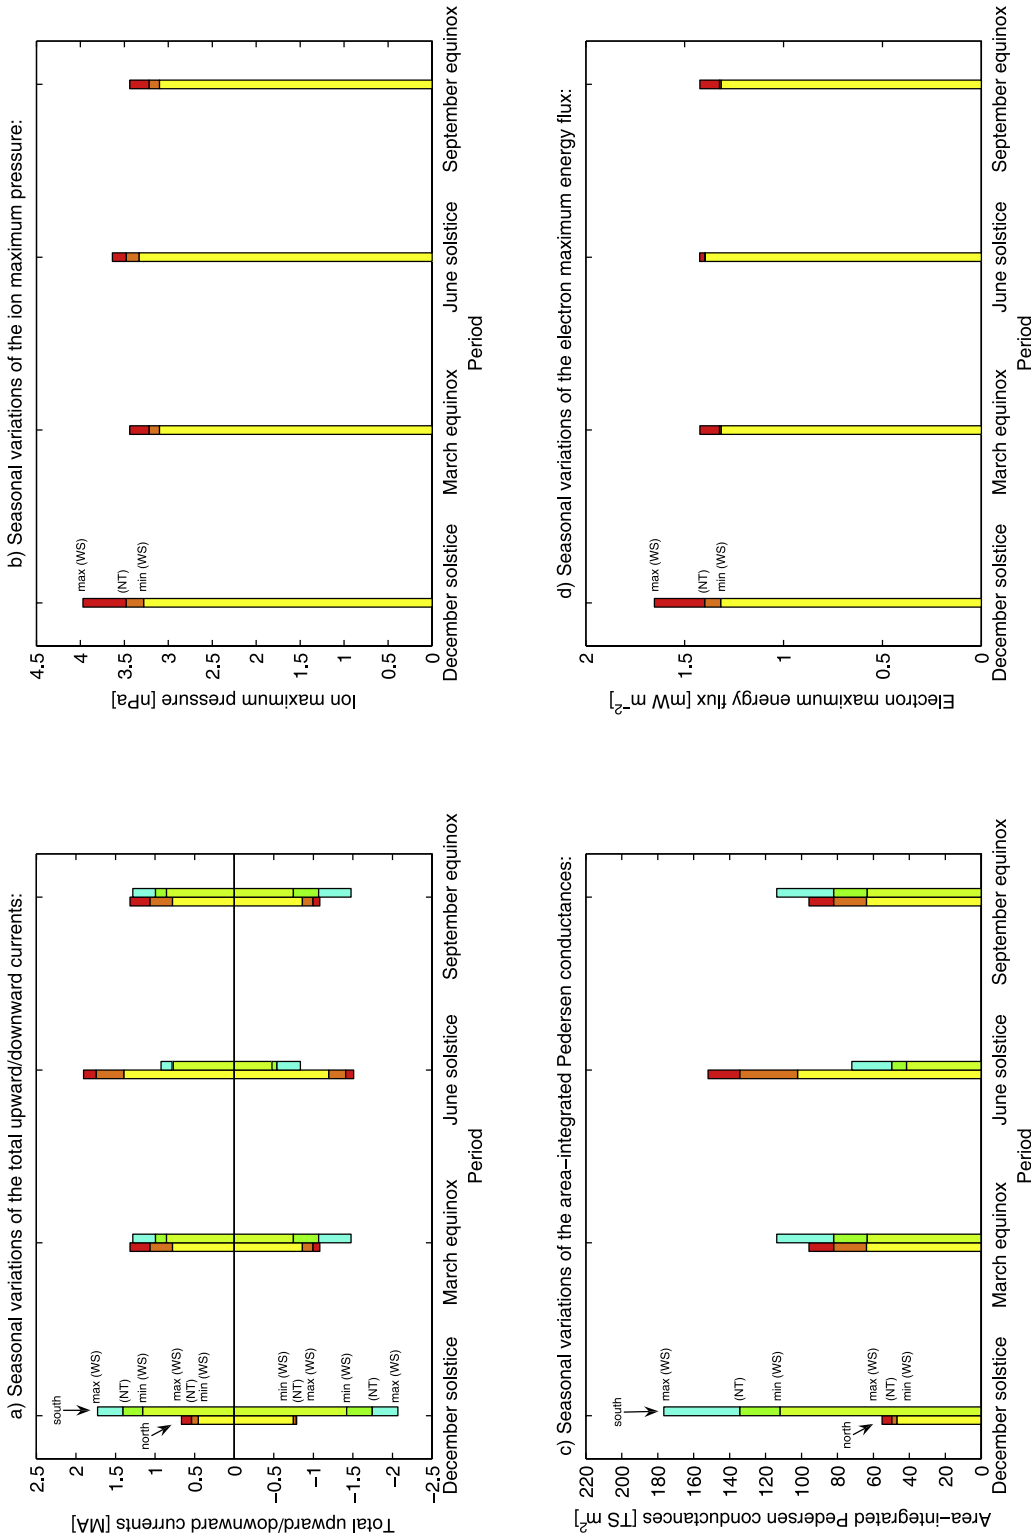 a) Seasonal variations of the total upward/downward currents:
Total upward/downward currents [MA]
2.5
2
1.5
1
0.5
0
−0.5
−1
−1.5
−2
−2.5
south
north
max (WS)
(NT)
min (WS)
max (WS)
(NT)
min (WS)
min (WS)
(NT)
max (WS)
min (WS)
(NT)
max (WS)
December solstice
March equinox
June solstice
September equinox
Period
b) Seasonal variations of the ion maximum pressure:
Ion maximum pressure [nPa]
4.5
4
3.5
3
2.5
2
1.5
1
0.5
0
max (WS)
(NT)
min (WS)
December solstice
March equinox
June solstice
September equinox
Period
c) Seasonal variations of the area−integrated Pedersen conductances:
Area−integrated Pedersen conductances [TS m²]
220
200
180
160
140
120
100
80
60
40
20
0
south
north
max (WS)
(NT)
min (WS)
max (WS)
(NT)
min (WS)
December solstice
March equinox
June solstice
September equinox
Period
d) Seasonal variations of the electron maximum energy flux:
Electron maximum energy flux [mW m⁻²]
2
1.5
1
0.5
0
max (WS)
(NT)
min (WS)
December solstice
March equinox
June solstice
September equinox
Period